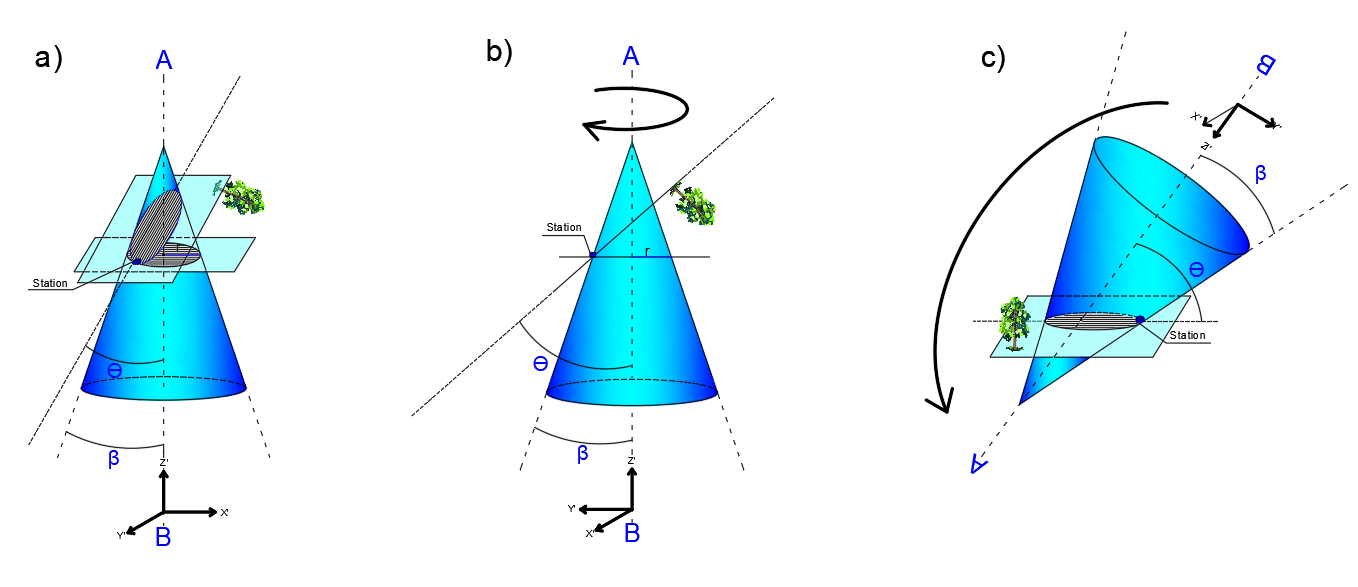 a)
A
r
Station
Ө
β
Z'
X'
Y'
B
b)
A
Station
r
Ө
β
Z'
Y'
X'
B
c)
B
X'
Y'
Z'
β
Ө
Station
A